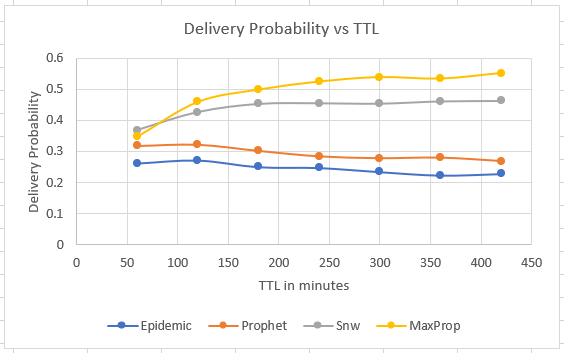 Delivery Probability vs TTL
0.6
0.5
0.4
0.3
0.2
0.1
0
Delivery Probability
0 50 100 150 200 250 300 350 400 450
TTL in minutes
Epidemic Prophet Snw MaxProp